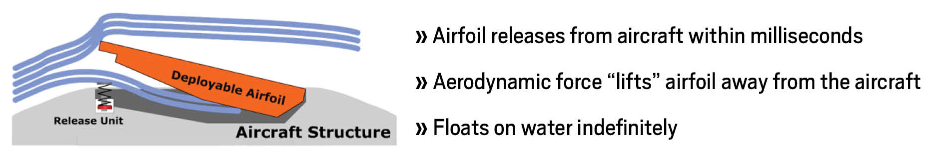 » Airfoil releases from aircraft within milliseconds
» Aerodynamic force “lifts” airfoil away from the aircraft
» Floats on water indefinitely
Deployable Airfoil
Release Unit
Aircraft Structure